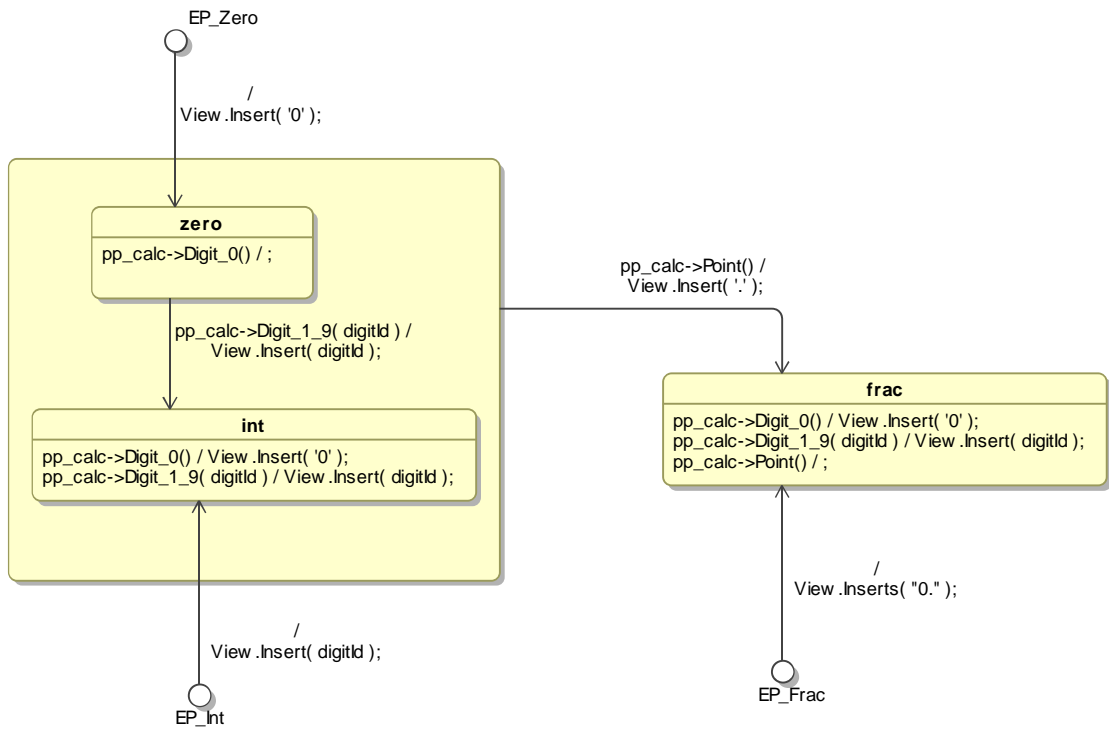 EP_Zero
/
View.Insert( '0' );
zero
pp_calc->Digit_0() / ;
pp_calc->Point() /
View.Insert( '.' );
pp_calc->Digit_1_9( digitId ) /
View.Insert( digitId );
frac
pp_calc->Digit_0() / View.Insert( '0' );
pp_calc->Digit_1_9( digitId ) / View.Insert( digitId );
pp_calc->Point() / ;
int
pp_calc->Digit_0() / View.Insert( '0' );
pp_calc->Digit_1_9( digitId ) / View.Insert( digitId );
/
View.Inserts( "0." );
/
View.Insert( digitId );
EP_Frac
EP_Int